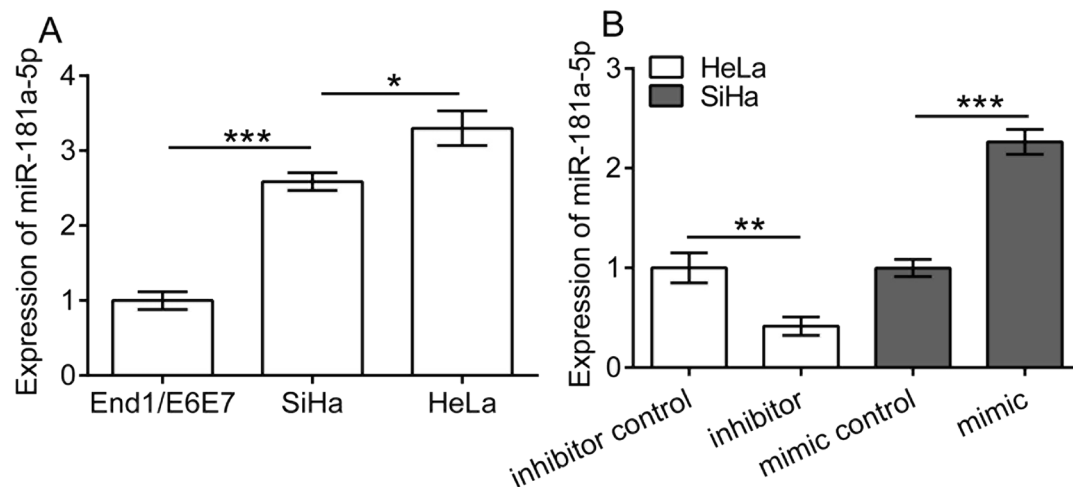 A
Expression of miR-181a-5p
4
3
2
1
0
***
*
End1/E6E7
SiHa
HeLa
B
Expression of miR-181a-5p
3
2
1
0
HeLa
SiHa
**
***
inhibitor control
inhibitor
mimic control
mimic